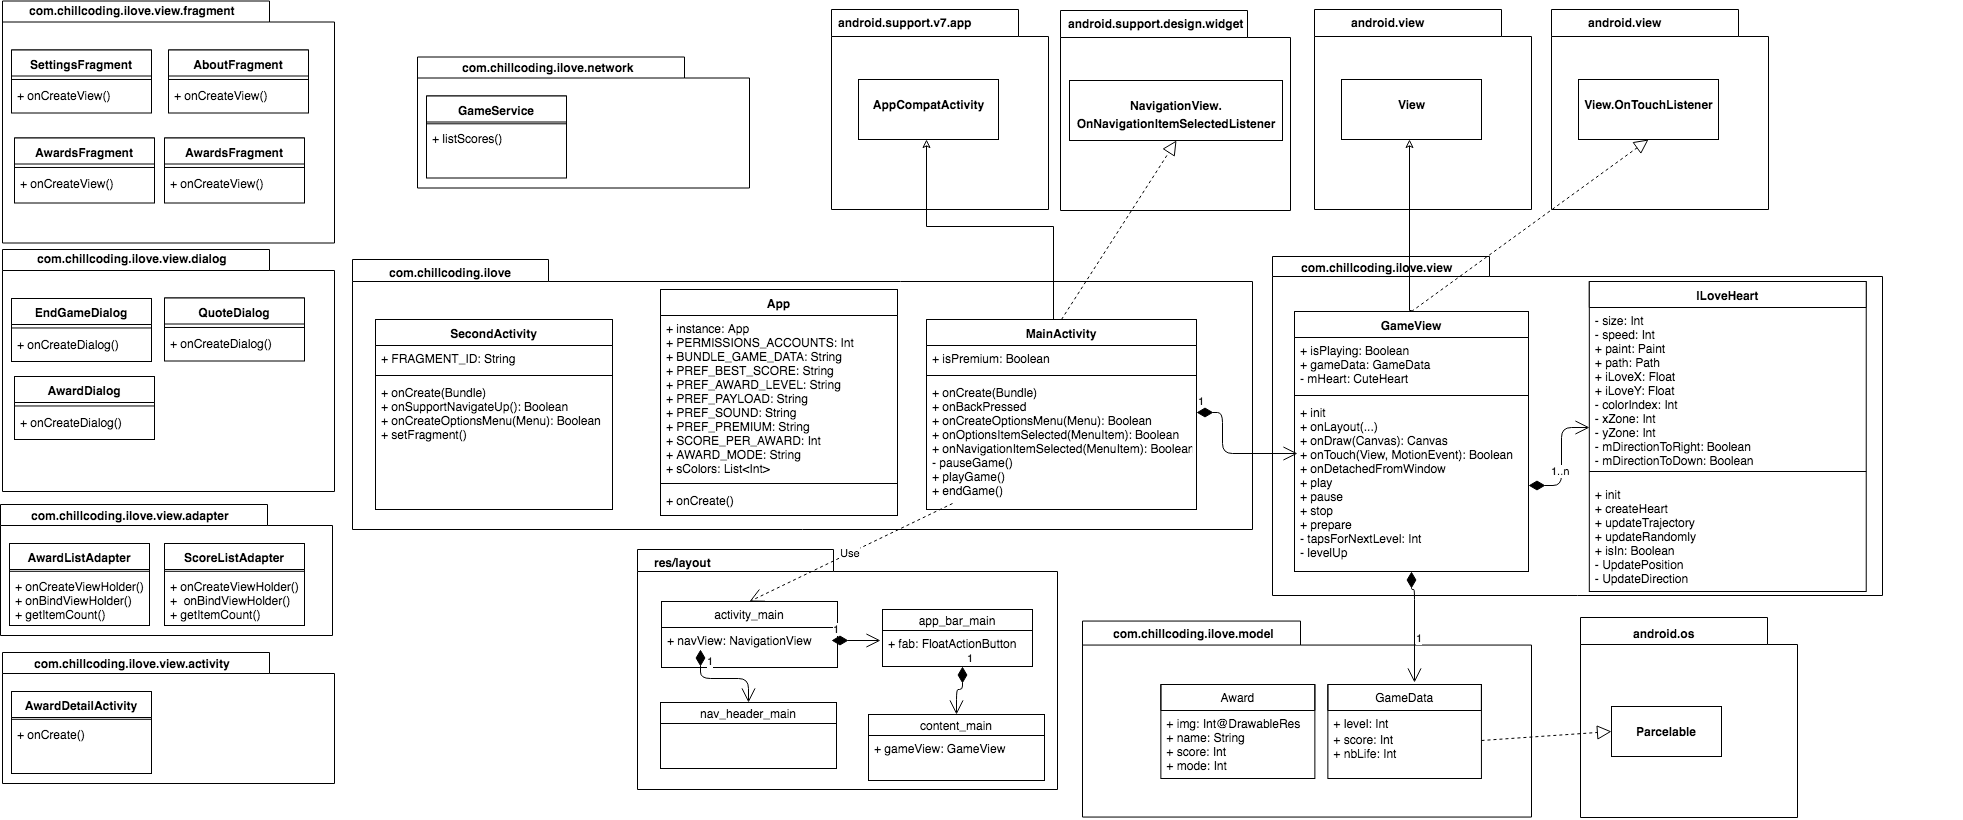 com.chillcoding.ilove.view.fragment
SettingsFragment
+ onCreateView()
AboutFragment
+ onCreateView()
AwardsFragment
+ onCreateView()
AwardsFragment
+ onCreateView()
com.chillcoding.ilove.view.dialog
EndGameDialog
+ onCreateDialog()
QuoteDialog
+ onCreateDialog()
AwardDialog
+ onCreateDialog()
com.chillcoding.ilove.view.adapter
AwardListAdapter
+ onCreateViewHolder()
+ onBindViewHolder()
+ getItemCount()
ScoreListAdapter
+ onCreateViewHolder()
+ onBindViewHolder()
+ getItemCount()
com.chillcoding.ilove.view.activity
AwardDetailActivity
+ onCreate()
com.chillcoding.ilove.network
GameService
+ listScores()
android.support.v7.app
AppCompatActivity
android.support.design.widget
NavigationView.
OnNavigationItemSelectedListener
android.view
View
android.view
View.OnTouchListener
com.chillcoding.ilove
SecondActivity
+ FRAGMENT_ID: String
+ onCreate(Bundle)
+ onSupportNavigateUp(): Boolean
+ onCreateOptionsMenu(Menu): Boolean
+ setFragment()
App
+ instance: App
+ PERMISSIONS_ACCOUNTS: Int
+ BUNDLE_GAME_DATA: String
+ PREF_BEST_SCORE: String
+ PREF_AWARD_LEVEL: String
+ PREF_PAYLOAD: String
+ PREF_SOUND: String
+ PREF_PREMIUM: String
+ SCORE_PER_AWARD: Int
+ AWARD_MODE: String
+ sColors: List<Int>
+ onCreate()
MainActivity
+ isPremium: Boolean
+ onCreate(Bundle)
+ onBackPressed
+ onCreateOptionsMenu(Menu): Boolean
+ onOptionsItemSelected(MenuItem): Boolean
+ onNavigationItemSelected(MenuItem): Boolean
- pauseGame()
+ playGame()
+ endGame()
1
Use
com.chillcoding.ilove.view
GameView
+ isPlaying: Boolean
+ gameData: GameData
- mHeart: CuteHeart
+ init
+ onLayout(...)
+ onDraw(Canvas): Canvas
+ onTouch(View, MotionEvent): Boolean
+ onDetachedFromWindow
+ play
+ pause
+ stop
+ prepare
- tapsForNextLevel: Int
- levelUp
1..n
ILoveHeart
- size: Int
- speed: Int
+ paint: Paint
+ path: Path
+ iLoveX: Float
+ iLoveY: Float
- colorIndex: Int
- xZone: Int
- yZone: Int
- mDirectionToRight: Boolean
- mDirectionToDown: Boolean
+ init
+ createHeart
+ updateTrajectory
+ updateRandomly
+ isIn: Boolean
- UpdatePosition
- UpdateDirection
res/layout
activity_main
+ navView: NavigationView
1
1
app_bar_main
+ fab: FloatActionButton
1
nav_header_main
content_main
+ gameView: GameView
com.chillcoding.ilove.model
1
Award
+ img: Int@DrawableRes
+ name: String
+ score: Int
+ mode: Int
GameData
+ level: Int
+ score: Int
+ nbLife: Int
android.os
Parcelable